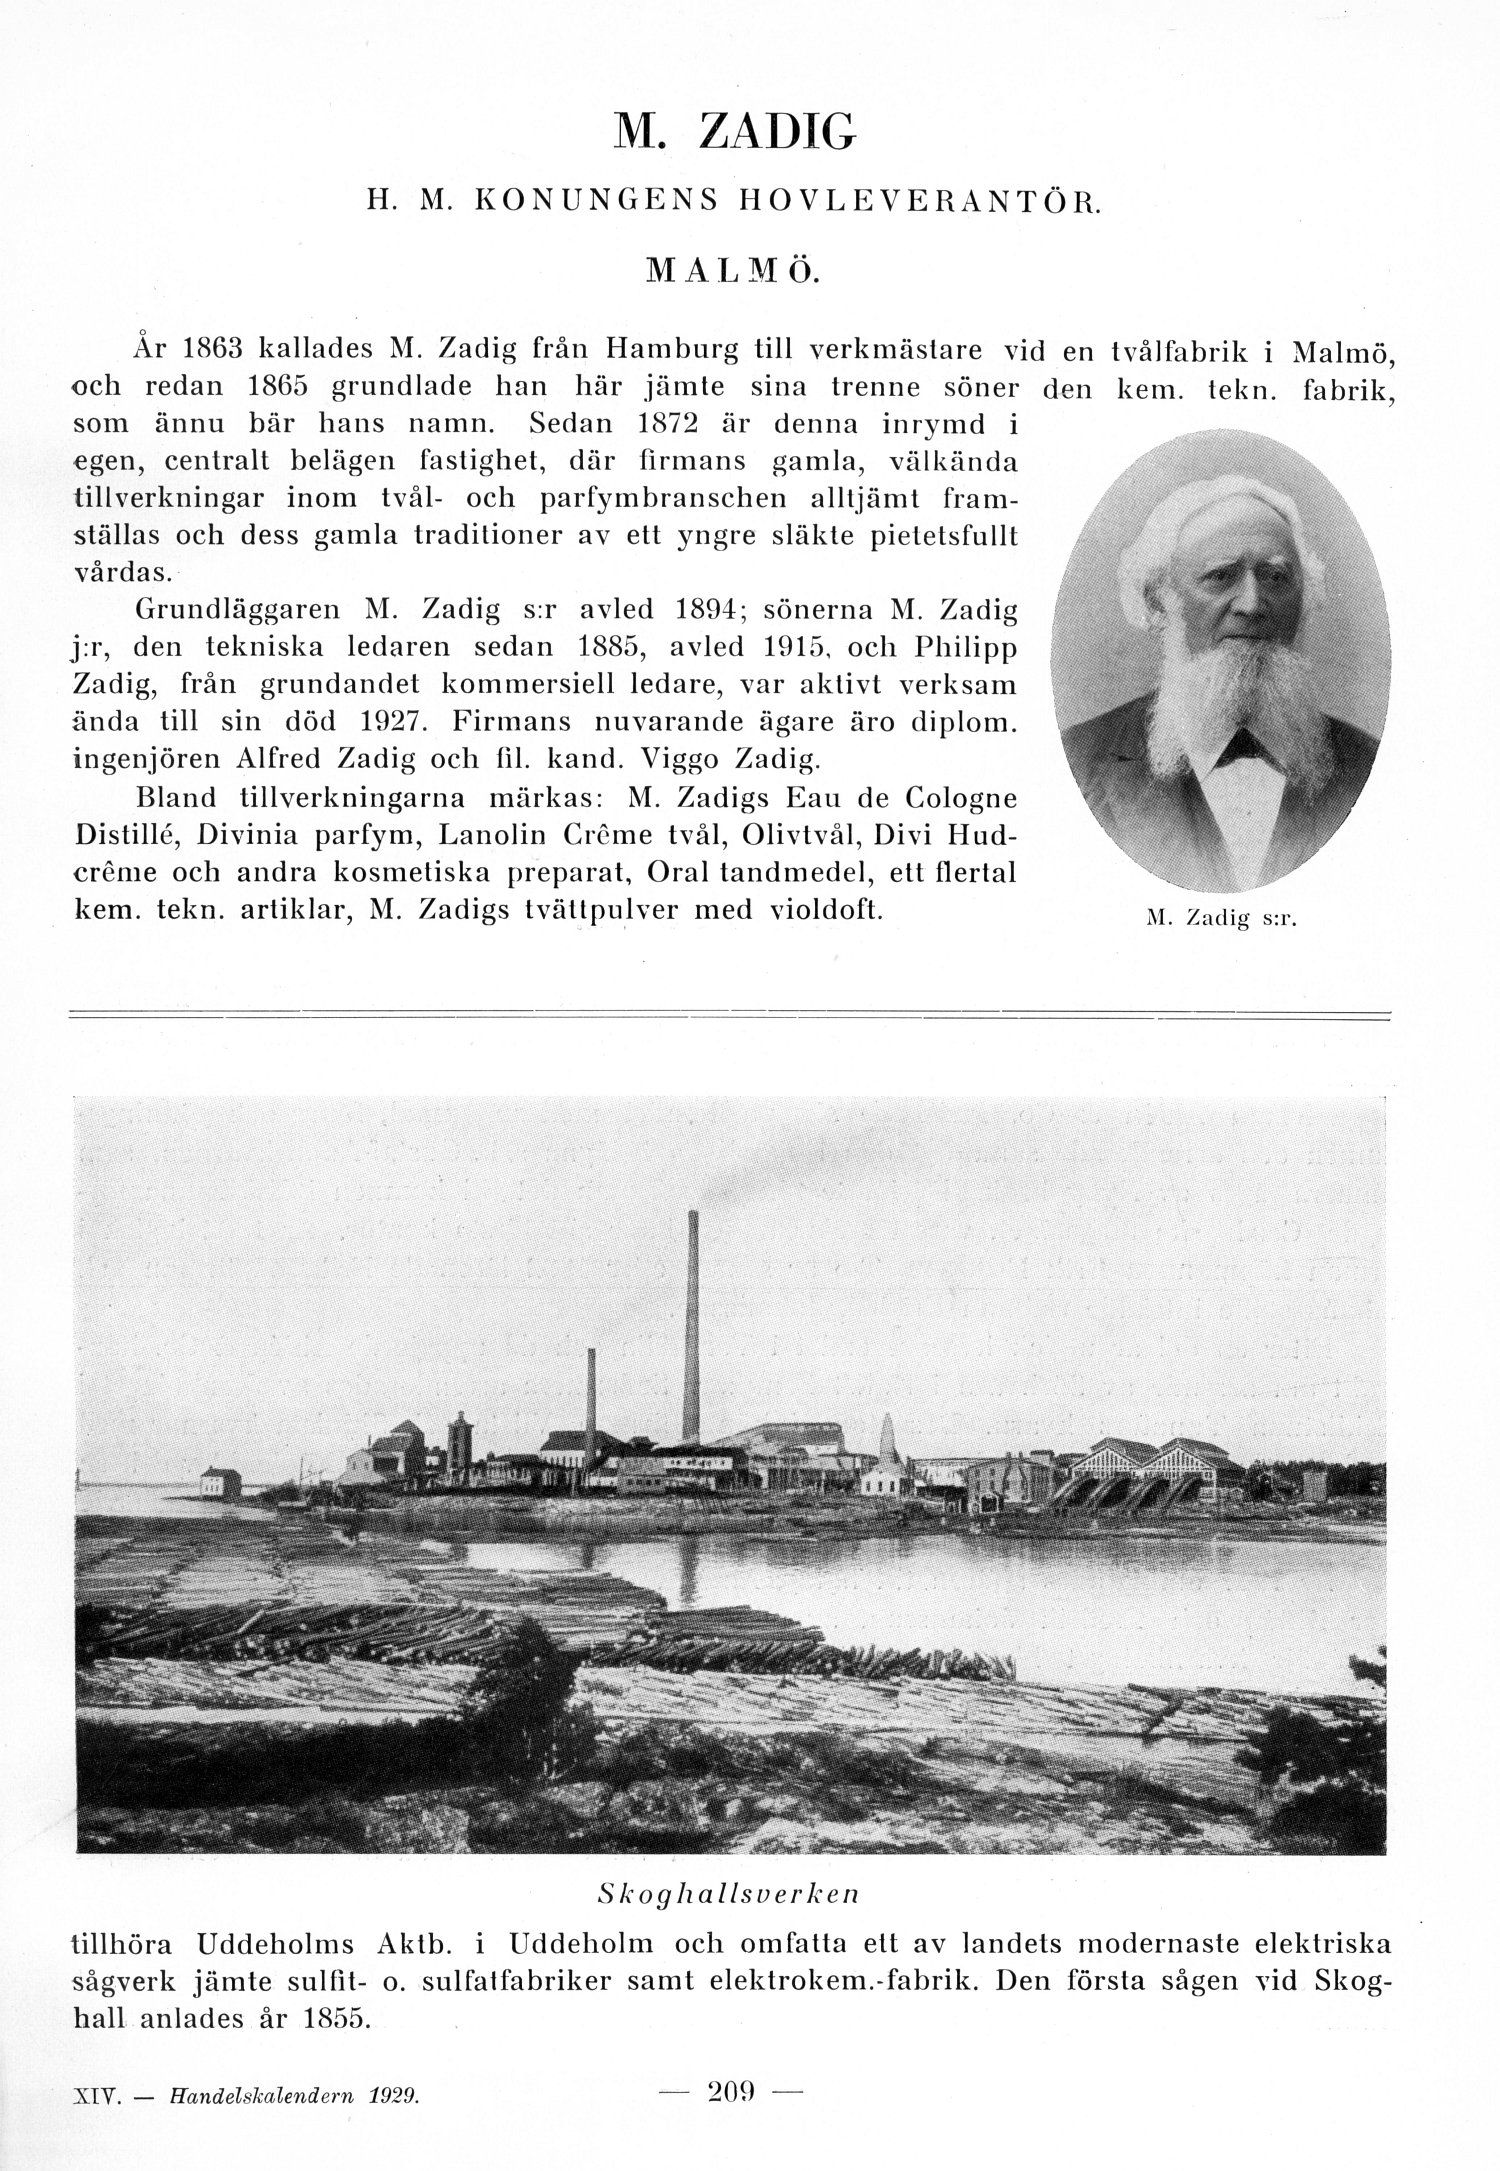 M. ZADIG
H. M. KONUNGENS HOVLEVERANTÖR.
MALMÖ.
År 1863 kallades M. Zadig från Hamburg till verkmästare vid en tvålfabrik i Malmö,
och redan 1865 grundlade han här jämte sina trenne söner den kem. tekn. fabrik,
som ännu bär hans namn. Sedan 1872 är denna inrymd i
egen, centralt belägen fastighet, där firmans gamla, välkända
tillverkningar inom tvål- och parfymbranschen alltjämt fram-
ställas och dess gamla traditioner av ett yngre släkte pietetsfullt
vårdas.
Grundläggaren M. Zadig s:r avled 1894; sönerna M. Zadig
j:r, den tekniska ledaren sedan 1885, avled 1915, och Philipp
Zadig, från grundandet kommersiell ledare, var aktivt verksam
ända till sin död 1927. Firmans nuvarande ägare äro diplom.
ingenjören Alfred Zadig och fil. kand. Viggo Zadig.
Bland tillverkningarna märkas: M. Zadigs Eau de Cologne
Distillé, Divinia parfym, Lanolin Crême tvål, Olivtvål, Divi Hud-
crême och andra kosmetiska preparat, Oral tandmedel, ett flertal
kem. tekn. artiklar, M. Zadigs tvättpulver med violdoft.
M. Zadig s:r.
Skoghallsverken
tillhöra Uddeholms Aktb. i Uddeholm och omfatta ett av landets modernaste elektriska
sågverk jämte sulfit- o. sulfatfabriker samt elektrokem.-fabrik. Den första sågen vid Skog-
hall anlades år 1855.
XIV. — Handelskalendern 1929.
— 209 —